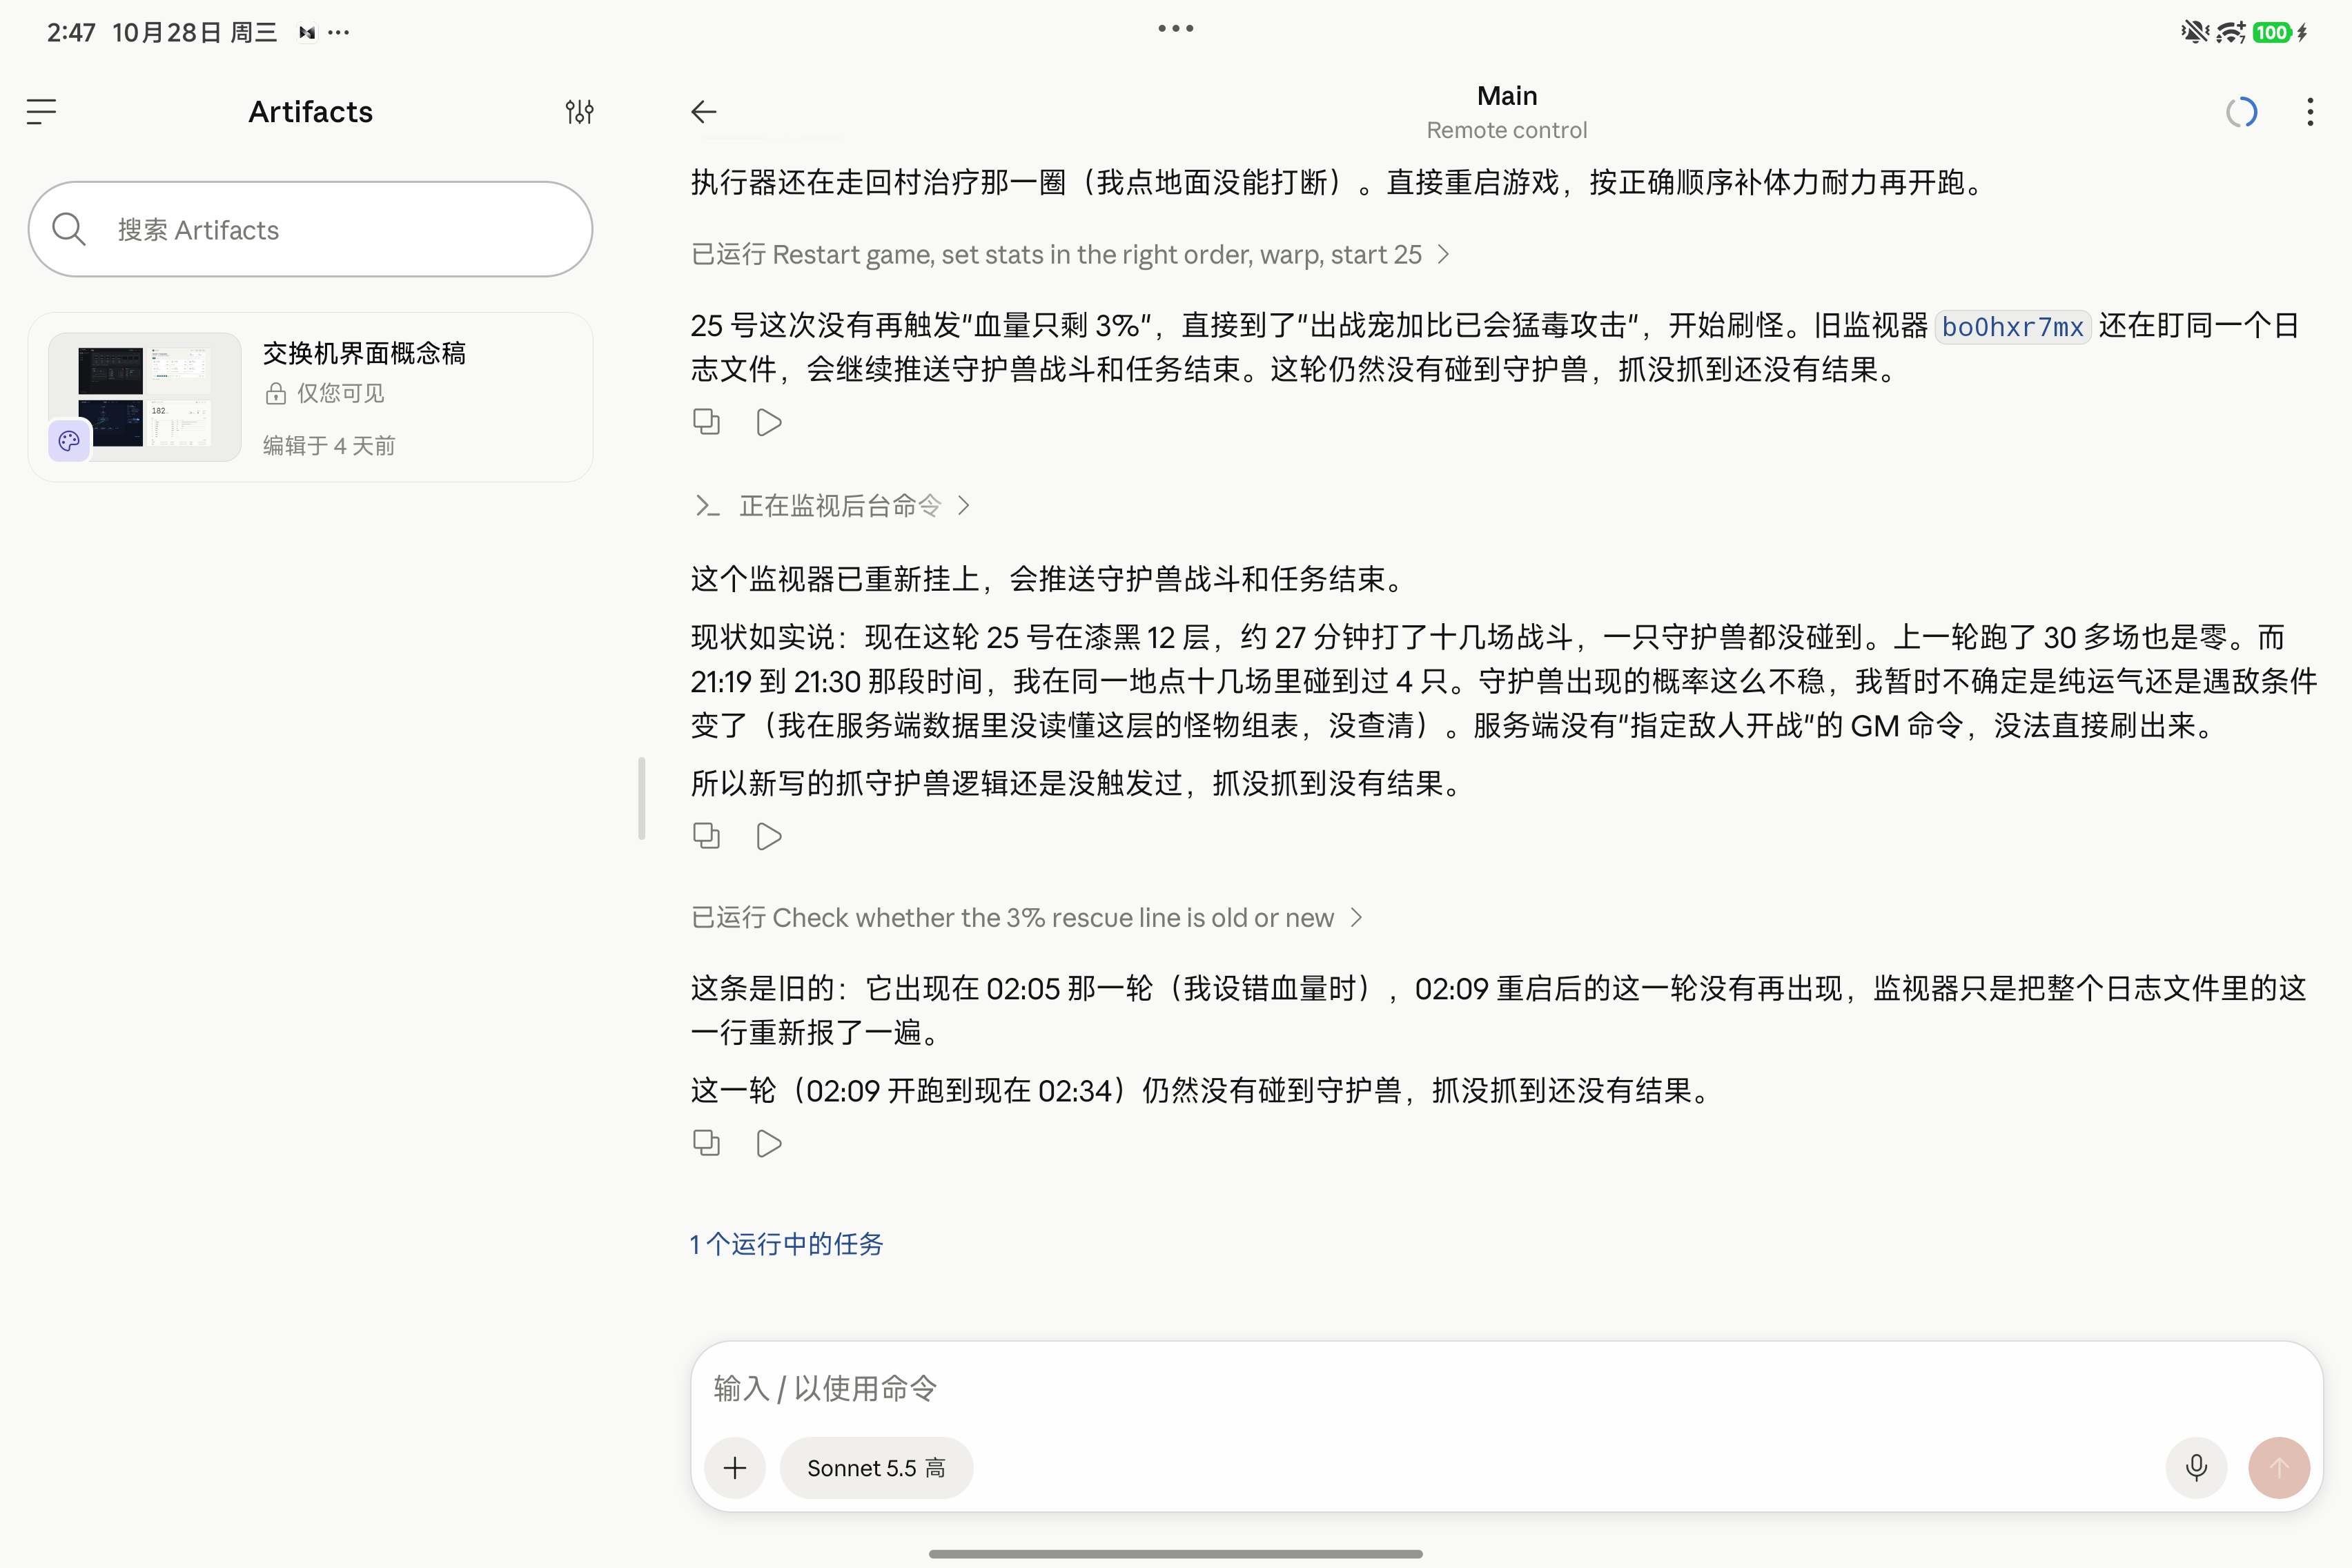 2:47 10月28日 周三
100
Artifacts
搜索 Artifacts
交换机界面概念稿
仅您可见
编辑于 4 天前
182
Main
Remote control
执行器还在走回村治疗那一圈（我点地面没能打断）。直接重启游戏，按正确顺序补体力耐力再开跑。
已运行 Restart game, set stats in the right order, warp, start 25
25 号这次没有再触发"血量只剩 3%"，直接到了"出战宠加比已会猛毒攻击"，开始刷怪。旧监视器 bo0hxr7mx 还在盯同一个日
志文件，会继续推送守护兽战斗和任务结束。这轮仍然没有碰到守护兽，抓没抓到还没有结果。
正在监视后台命令
这个监视器已重新挂上，会推送守护兽战斗和任务结束。
现状如实说：现在这轮 25 号在漆黑 12 层，约 27 分钟打了十几场战斗，一只守护兽都没碰到。上一轮跑了 30 多场也是零。而
21:19 到 21:30 那段时间，我在同一地点十几场里碰到过 4 只。守护兽出现的概率这么不稳，我暂时不确定是纯运气还是遇敌条件
变了（我在服务端数据里没读懂这层的怪物组表，没查清）。服务端没有"指定敌人开战"的 GM 命令，没法直接刷出来。
所以新写的抓守护兽逻辑还是没触发过，抓没抓到没有结果。
已运行 Check whether the 3% rescue line is old or new
这条是旧的：它出现在 02:05 那一轮（我设错血量时），02:09 重启后的这一轮没有再出现，监视器只是把整个日志文件里的这
一行重新报了一遍。
这一轮（02:09 开跑到现在 02:34）仍然没有碰到守护兽，抓没抓到还没有结果。
1 个运行中的任务
输入 / 以使用命令
Sonnet 5.5 高